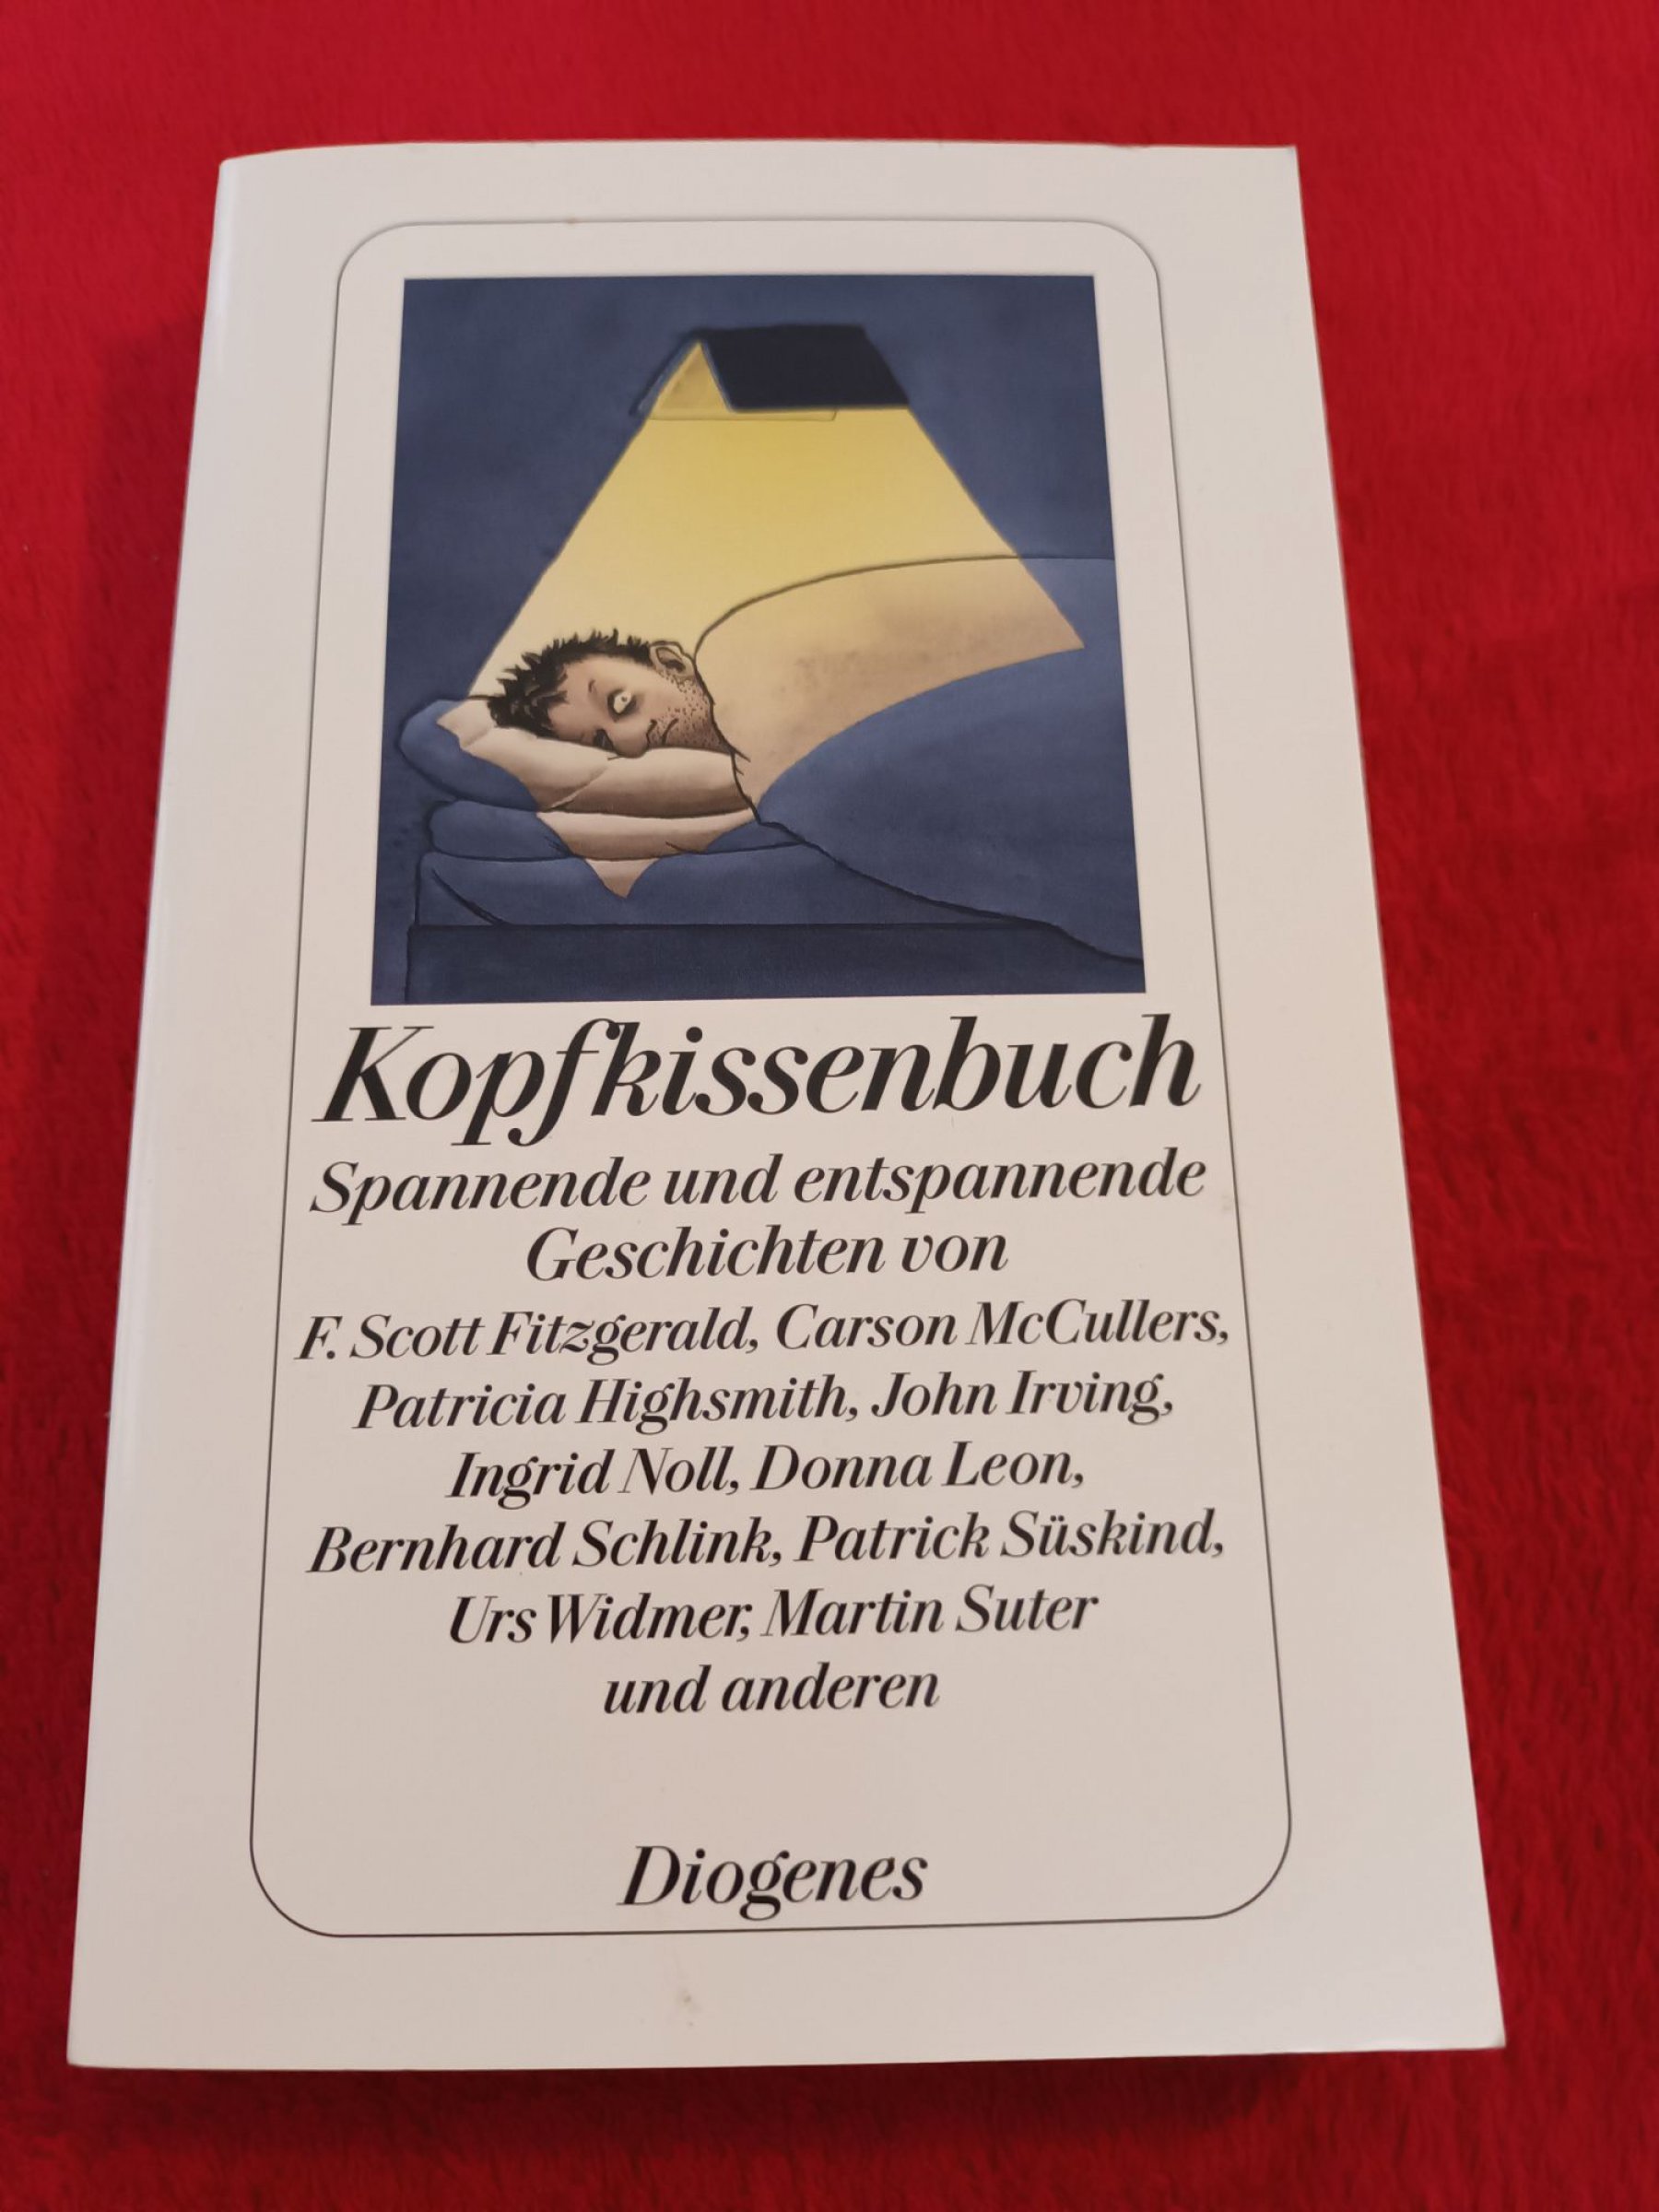 Kopfkissenbuch
Spannende und entspannende
Geschichten von
F. Scott Fitzgerald, Carson McCullers,
Patricia Highsmith, John Irving,
Ingrid Noll, Donna Leon,
Bernhard Schlink, Patrick Süskind,
Urs Widmer, Martin Suter
und anderen
Diogenes